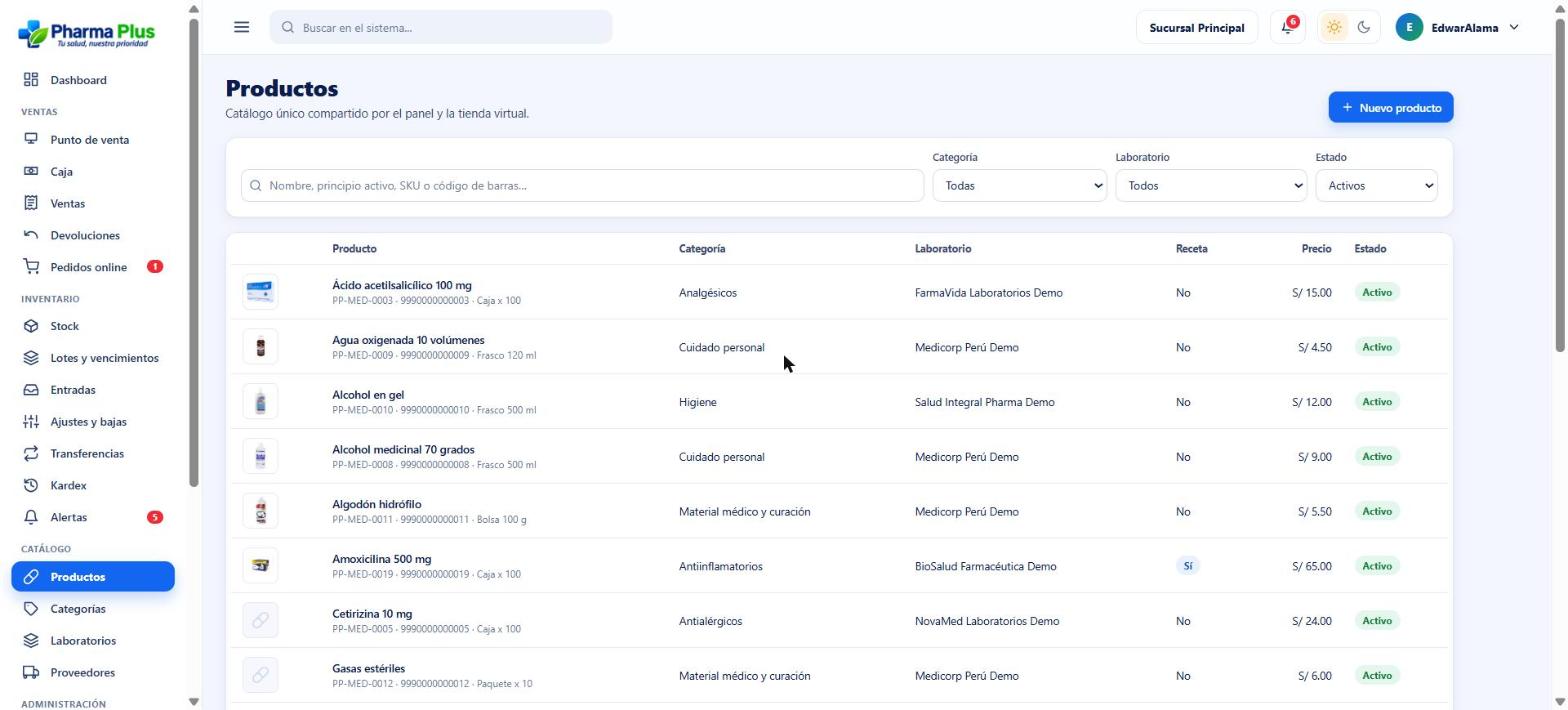 Pharma Plus
Tu salud, nuestra prioridad
Buscar en el sistema...
Sucursal Principal
6
E
EdwarAlama
Dashboard
VENTAS
Punto de venta
Caja
Ventas
Devoluciones
Pedidos online 1
INVENTARIO
Stock
Lotes y vencimientos
Entradas
Ajustes y bajas
Transferencias
Kardex
Alertas 5
CATÁLOGO
Productos
Categorías
Laboratorios
Proveedores
ADMINISTRACIÓN
Productos
Catálogo único compartido por el panel y la tienda virtual.
+ Nuevo producto
Categoría Laboratorio Estado
Nombre, principio activo, SKU o código de barras... Todas Todos Activos
Producto Categoría Laboratorio Receta Precio Estado
Ácido acetilsalicílico 100 mg
PP-MED-0003 · 9990000000003 · Caja x 100
Analgésicos FarmaVida Laboratorios Demo No S/ 15.00 Activo
Agua oxigenada 10 volúmenes
PP-MED-0009 · 9990000000009 · Frasco 120 ml
Cuidado personal Medicorp Perú Demo No S/ 4.50 Activo
Alcohol en gel
PP-MED-0010 · 9990000000010 · Frasco 500 ml
Higiene Salud Integral Pharma Demo No S/ 12.00 Activo
Alcohol medicinal 70 grados
PP-MED-0008 · 9990000000008 · Frasco 500 ml
Cuidado personal Medicorp Perú Demo No S/ 9.00 Activo
Algodón hidrófilo
PP-MED-0011 · 9990000000011 · Bolsa 100 g
Material médico y curación Medicorp Perú Demo No S/ 5.50 Activo
Amoxicilina 500 mg
PP-MED-0019 · 9990000000019 · Caja x 100
Antiinflamatorios BioSalud Farmacéutica Demo Sí S/ 65.00 Activo
Cetirizina 10 mg
PP-MED-0005 · 9990000000005 · Caja x 100
Antialérgicos NovaMed Laboratorios Demo No S/ 24.00 Activo
Gasas estériles
PP-MED-0012 · 9990000000012 · Paquete x 10
Material médico y curación Medicorp Perú Demo No S/ 6.00 Activo